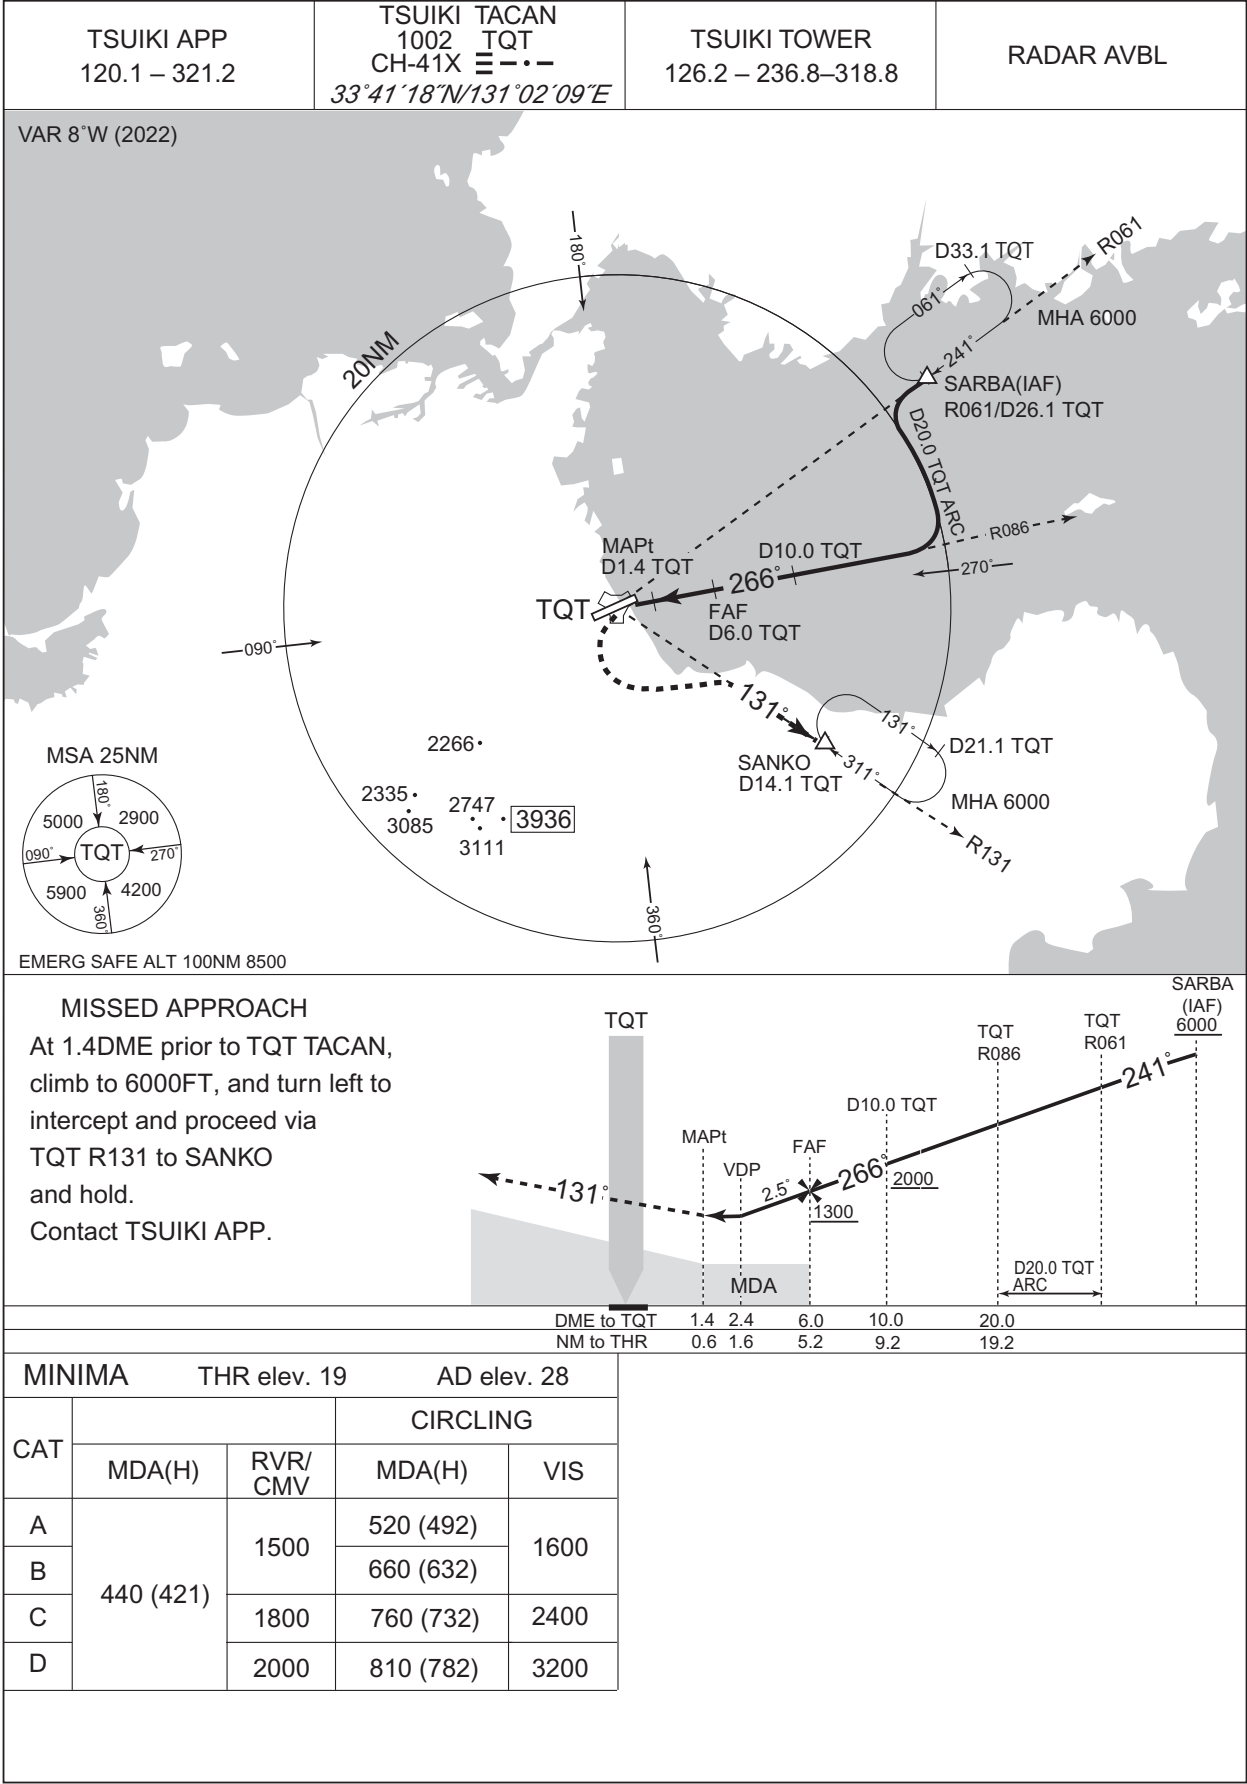 TSUIKI APP
120.1 – 321.2
TSUIKI TACAN
1002 TQT
CH-41X
33°41′18″N/131°02′09″E
TSUIKI TOWER
126.2 – 236.8–318.8
RADAR AVBL
VAR 8°W (2022)
180°
D33.1 TQT
R061
061°
MHA 6000
241°
20NM
SARBA(IAF)
R061/D26.1 TQT
D20.0 TQT ARC
R086
MAPt
D1.4 TQT
D10.0 TQT
266°
270°
TQT
FAF
D6.0 TQT
090°
131°
131°
SANKO
D14.1 TQT
311°
D21.1 TQT
MHA 6000
R131
2266
2335
3085
2747
3936
3111
360°
MSA 25NM
180°
5000
2900
090°
TQT
270°
5900
4200
360°
EMERG SAFE ALT 100NM 8500
MISSED APPROACH
At 1.4DME prior to TQT TACAN,
climb to 6000FT, and turn left to
intercept and proceed via
TQT R131 to SANKO
and hold.
Contact TSUIKI APP.
TQT
SARBA
(IAF)
6000
TQT
R061
TQT
R086
241°
D10.0 TQT
MAPt
FAF
VDP
266°
2000
2.5°
1300
131°
D20.0 TQT
ARC
MDA
DME to TQT 1.4 2.4 6.0 10.0 20.0
NM to THR 0.6 1.6 5.2 9.2 19.2
MINIMA THR elev. 19 AD elev. 28
CAT
CIRCLING
MDA(H)
RVR/
CMV
MDA(H)
VIS
A
520 (492)
1500
1600
B
660 (632)
440 (421)
C
1800
760 (732)
2400
D
2000
810 (782)
3200